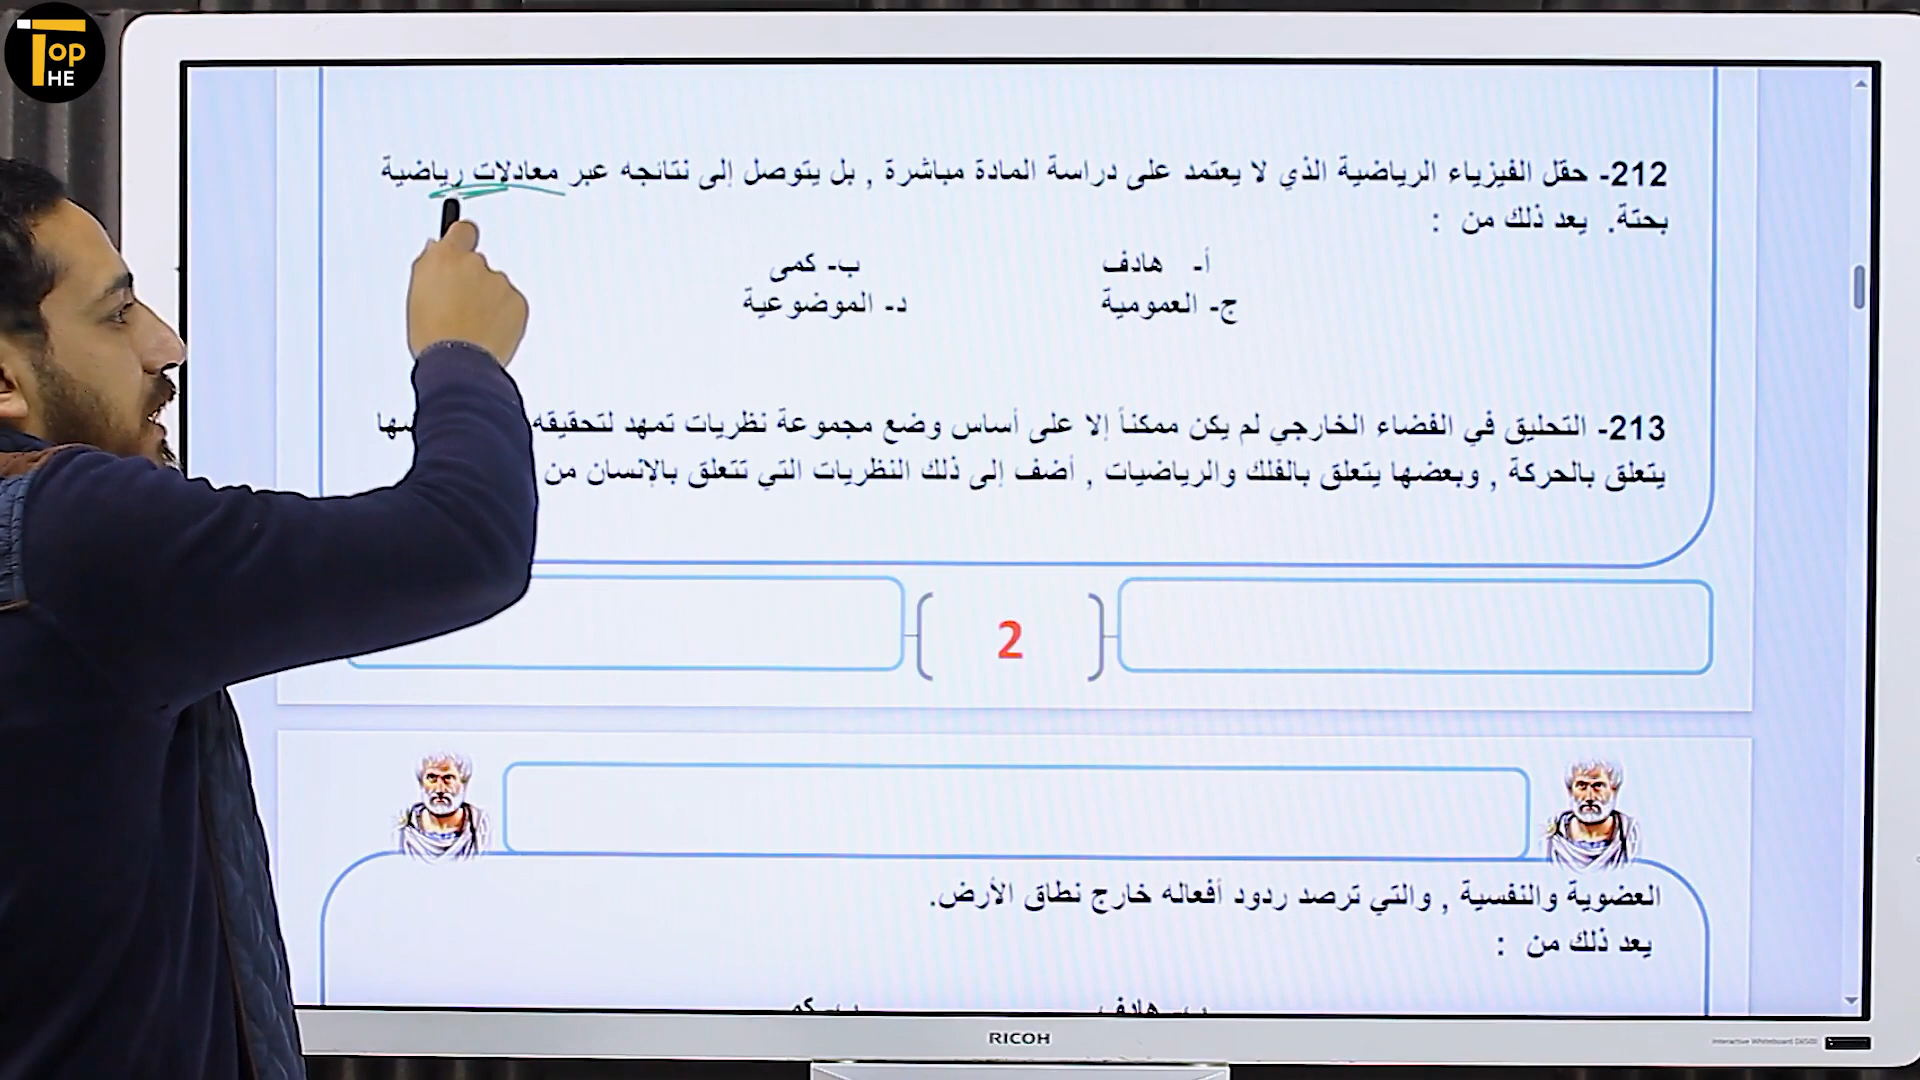 TOP
THE
212- حقل الفيزياء الرياضية الذي لا يعتمد على دراسة المادة مباشرة , بل يتوصل إلى نتائجه عبر معادلات رياضية
بحتة. يعد ذلك من :
أ- هادف
ب- كمى
ج- العمومية
د- الموضوعية
213- التحليق في الفضاء الخارجي لم يكن ممكناً إلا على أساس وضع مجموعة نظريات تمهد لتحقيقه
يتعلق بالحركة , وبعضها يتعلق بالفلك والرياضيات , أضف إلى ذلك النظريات التي تتعلق بالإنسان من
2
العضوية والنفسية , والتي ترصد ردود أفعاله خارج نطاق الأرض.
يعد ذلك من :
RICOH